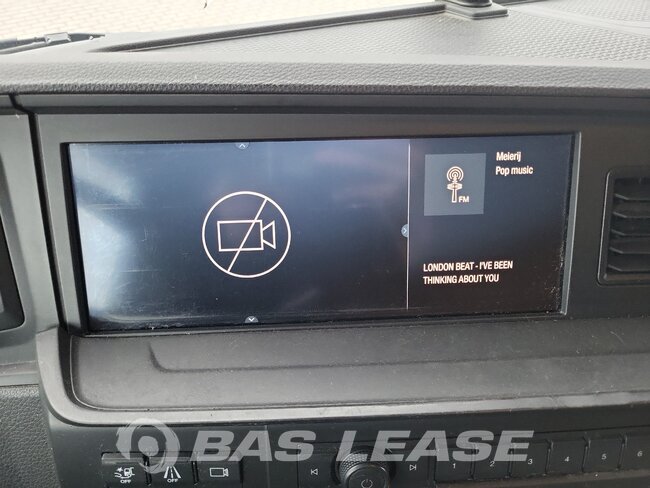 Meierij
Pop music
FM
LONDON BEAT - I'VE BEEN
THINKING ABOUT YOU
BAS LEASE
OFF OFF 1 2 3 4 5 6